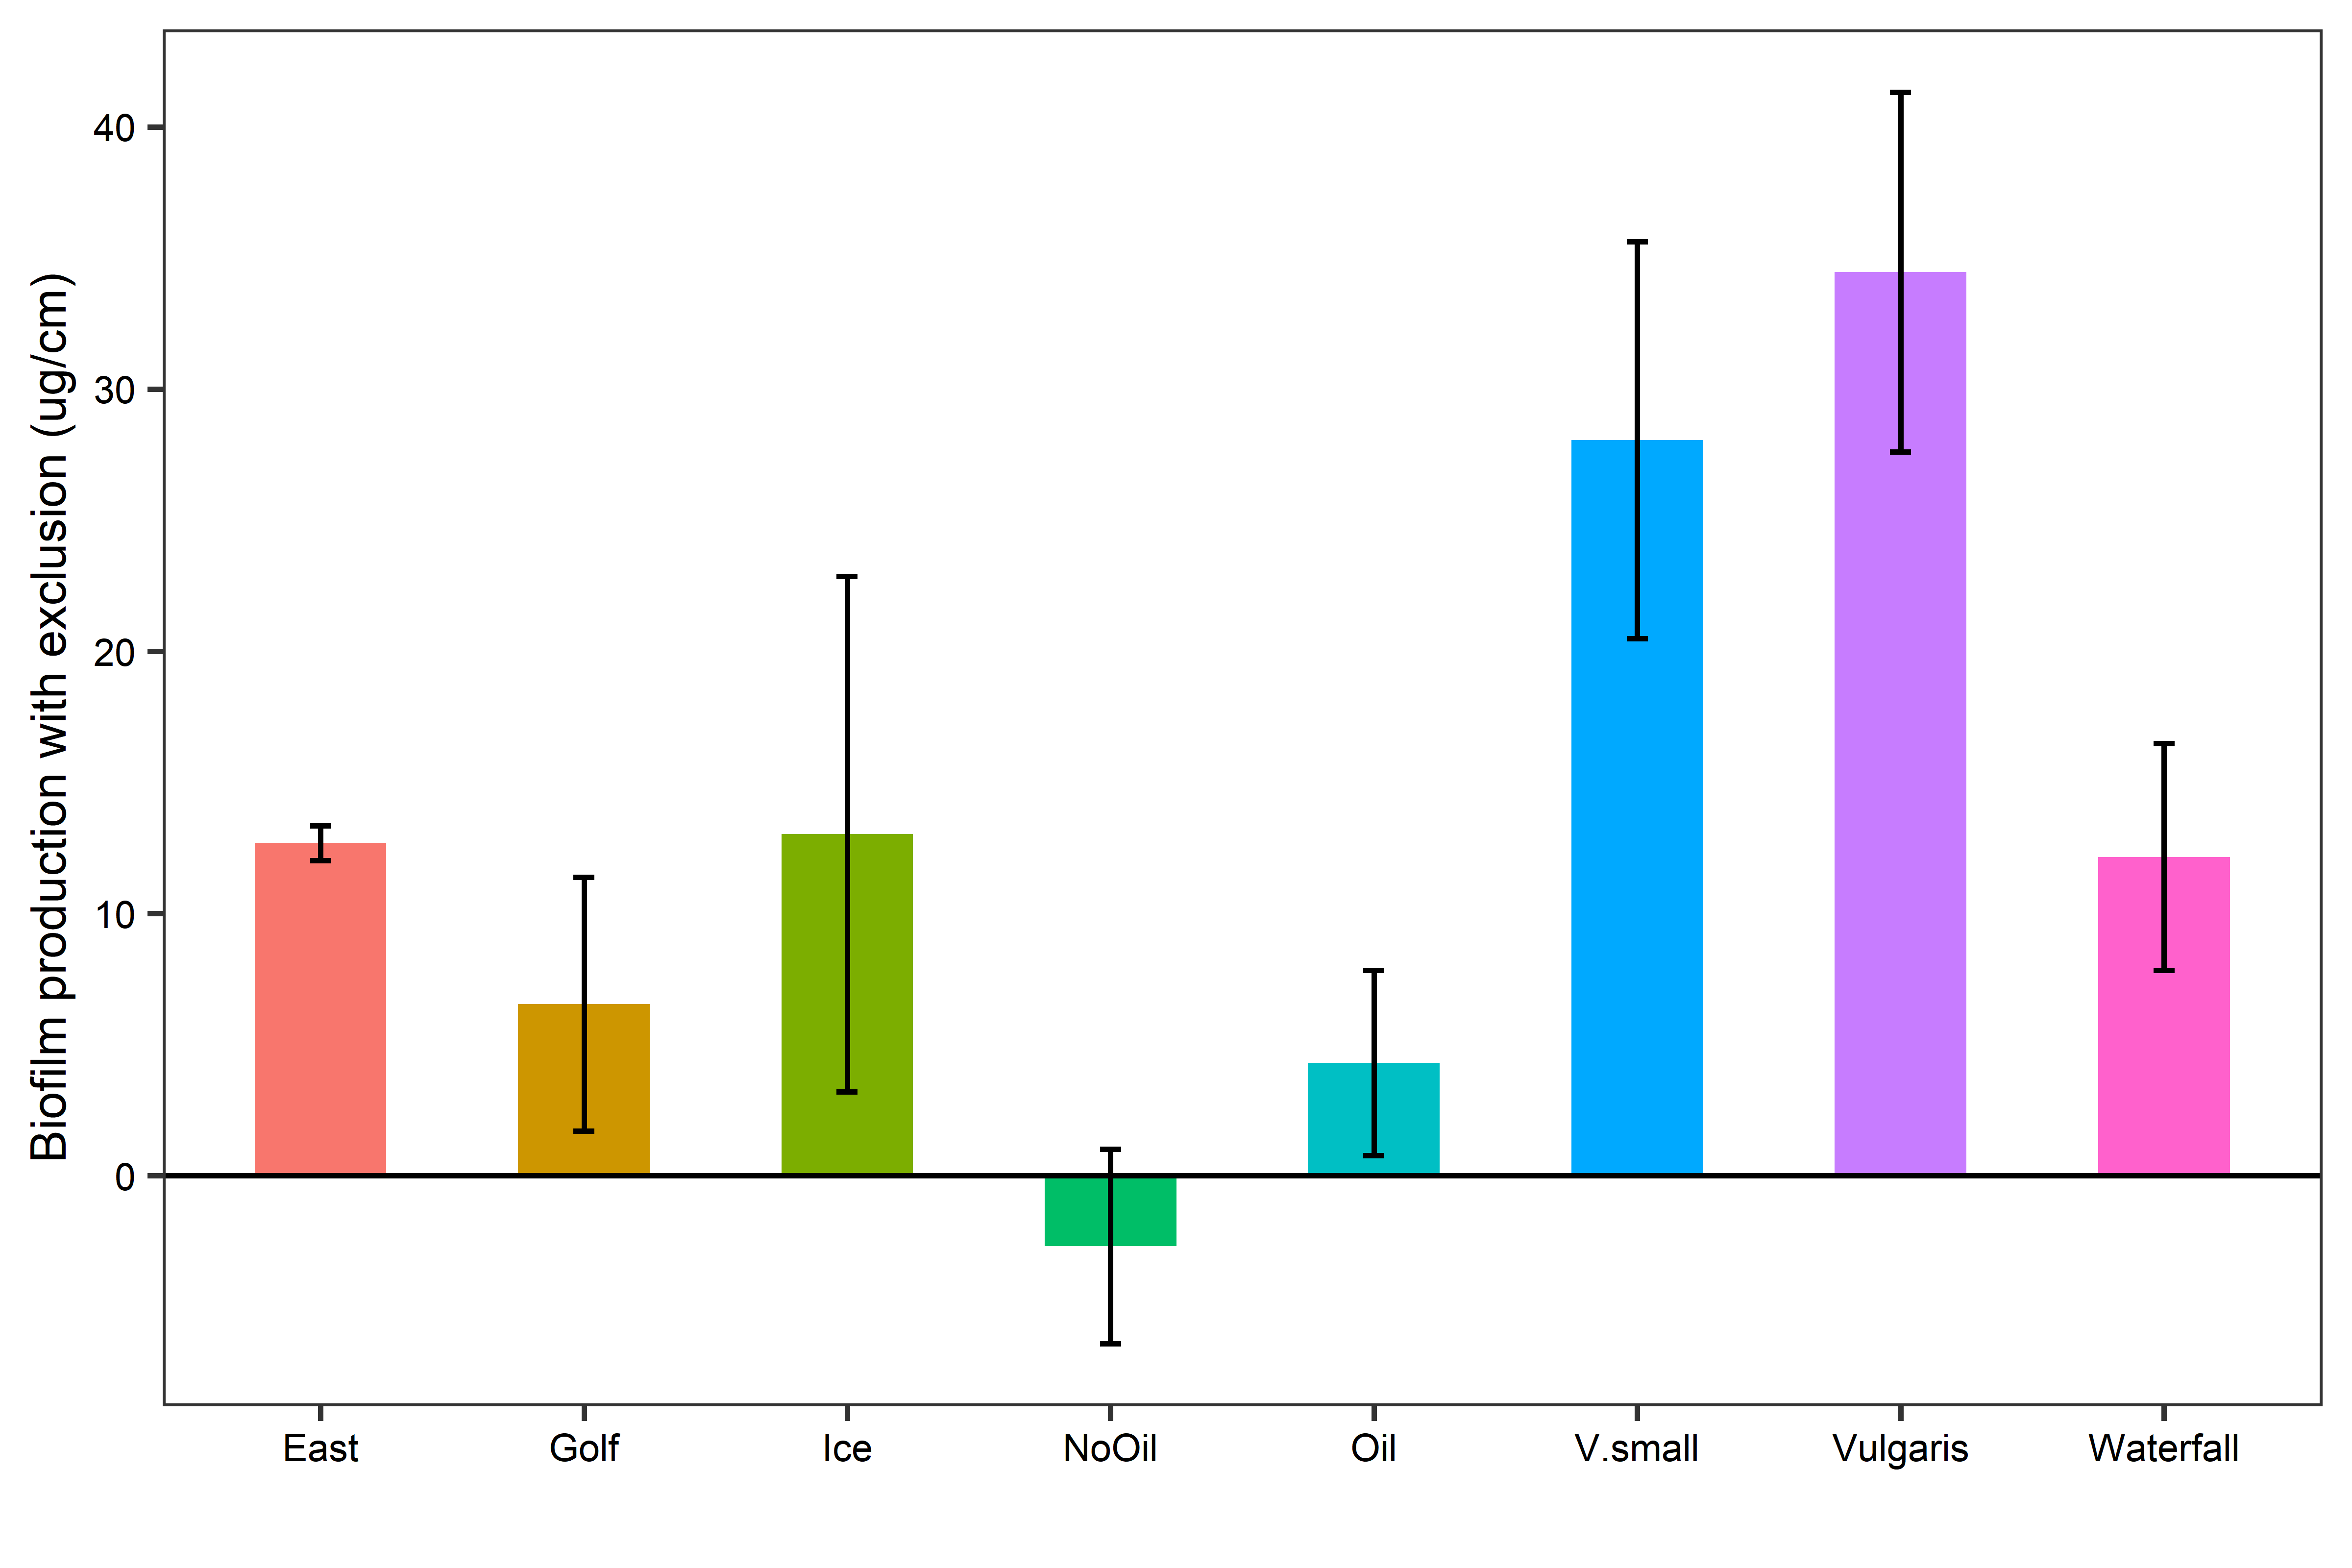 Biofilm production with exclusion (ug/cm)
40
30
20
10
0
East Golf Ice NoOil Oil V.small Vulgaris Waterfall